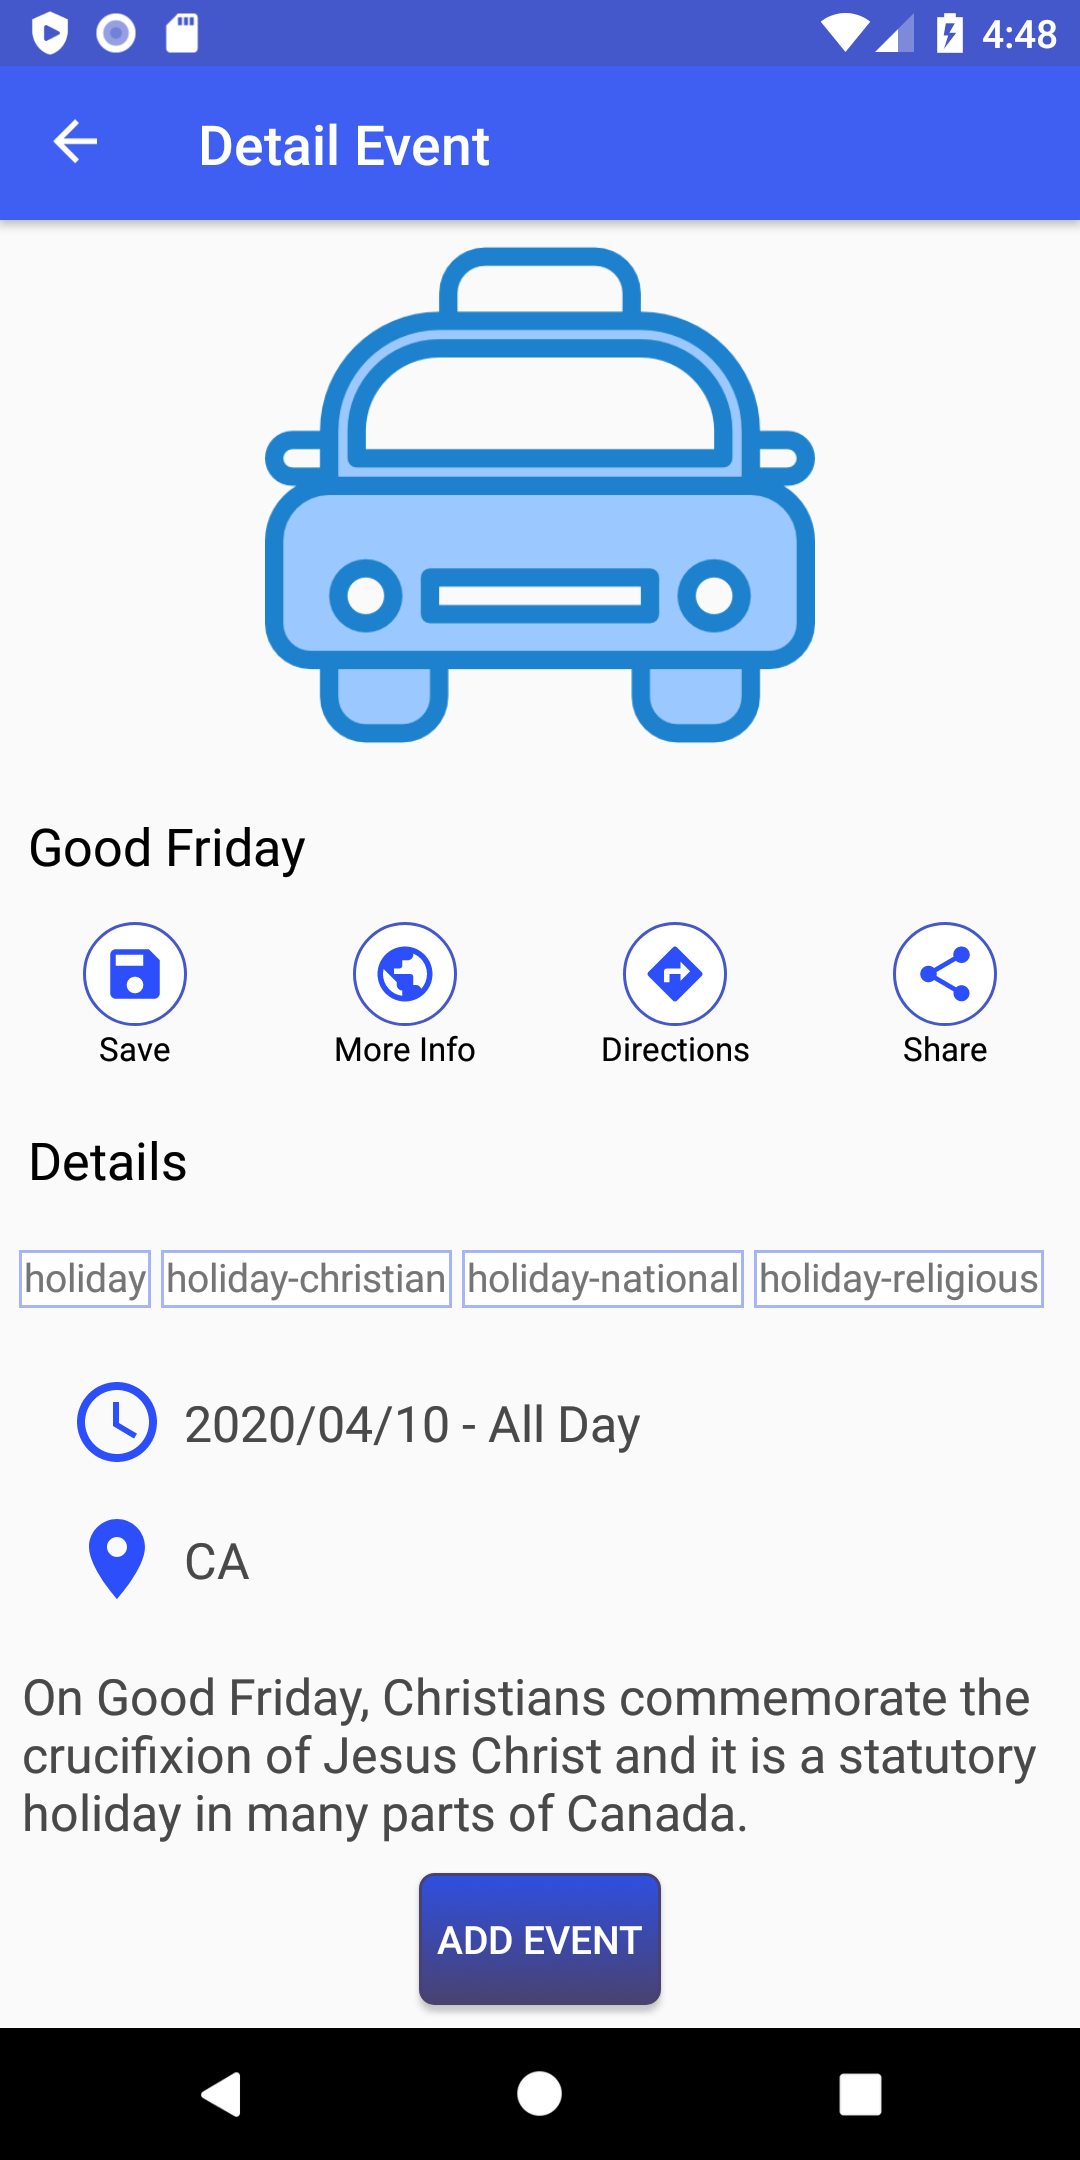 4:48
Detail Event
Good Friday
Save More Info Directions Share
Details
holiday holiday-christian holiday-national holiday-religious
2020/04/10 - All Day
CA
On Good Friday, Christians commemorate the
crucifixion of Jesus Christ and it is a statutory
holiday in many parts of Canada.
ADD EVENT